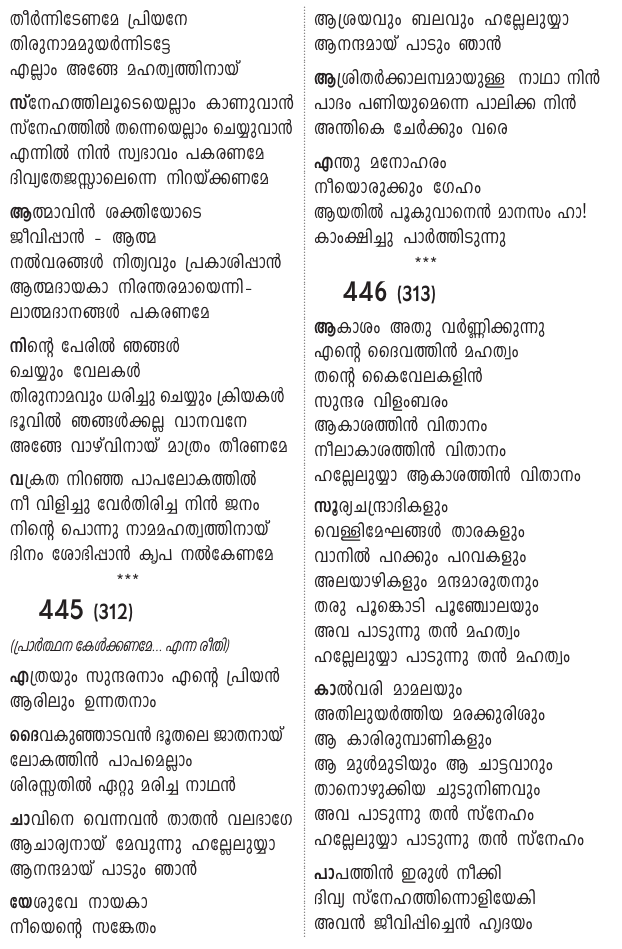 തീർന്നിടേണമേ പ്രിയനേ
തിരുനാമമുയർന്നിടട്ടേ
എല്ലാം അങ്ങേ മഹത്വത്തിനായ്
സ്നേഹത്തിലൂടെയെല്ലാം കാണുവാൻ
സ്നേഹത്തിൽ തന്നെയെല്ലാം ചെയ്യുവാൻ
എന്നിൽ നിൻ സ്വഭാവം പകരണമേ
ദിവ്യതേജസ്സാലെന്നെ നിറയ്ക്കണമേ
ആത്മാവിൻ ശക്തിയോടെ
ജീവിപ്പാൻ – ആത്മ
നൽവരങ്ങൾ നിത്യവും പ്രകാശിപ്പാൻ
ആത്മദായകാ നിരന്തരമായെന്നി–
ലാത്മദാനങ്ങൾ പകരണമേ
നിന്റെ പേരിൽ ഞങ്ങൾ
ചെയ്യും വേലകൾ
തിരുനാമവും ധരിച്ചു ചെയ്യും ക്രിയകൾ
ഭൂവിൽ ഞങ്ങൾക്കല്ല വാനവനേ
അങ്ങേ വാഴ്‌വിനായ് മാത്രം തീരണമേ
വക്രത നിറഞ്ഞ പാപലോകത്തിൽ
നീ വിളിച്ചു വേർതിരിച്ച നിൻ ജനം
നിന്റെ പൊന്നു നാമമഹത്വത്തിനായ്
ദിനം ശോഭിപ്പാൻ കൃപ നൽകേണമേ
***
445 (312)
(പ്രാർത്ഥന കേൾക്കണമേ... എന്ന രീതി)
എത്രയും സുന്ദരനാം എന്റെ പ്രിയൻ
ആരിലും ഉന്നതനാം
ദൈവകുഞ്ഞാടവൻ ഭൂതലെ ജാതനായ്
ലോകത്തിൻ പാപമെല്ലാം
ശിരസ്സതിൽ ഏറ്റു മരിച്ച നാഥൻ
ചാവിനെ വെന്നവൻ താതൻ വലഭാഗേ
ആചാര്യനായ് മേവുന്നു ഹല്ലേലുയ്യാ
ആനന്ദമായ് പാടും ഞാൻ
യേശുവേ നായകാ
നീയെന്റെ സങ്കേതം
ആശ്രയവും ബലവും ഹല്ലേലുയ്യാ
ആനന്ദമായ് പാടും ഞാൻ
ആശ്രിതർക്കാലമ്പമായുള്ള നാഥാ നിൻ
പാദം പണിയുമെന്നെ പാലിക്ക നിൻ
അന്തികെ ചേർക്കും വരെ
എന്തു മനോഹരം
നീയൊരുക്കും ഗേഹം
ആയതിൽ പൂകുവാനെൻ മാനസം ഹാ!
കാംക്ഷിച്ചു പാർത്തിടുന്നു
***
446 (313)
ആകാശം അതു വർണ്ണിക്കുന്നു
എന്റെ ദൈവത്തിൻ മഹത്വം
തന്റെ കൈവേലകളിൻ
സുന്ദര വിളംബരം
ആകാശത്തിൻ വിതാനം
നീലാകാശത്തിൻ വിതാനം
ഹല്ലേലുയ്യാ ആകാശത്തിൻ വിതാനം
സൂര്യചന്ദ്രാദികളും
വെള്ളിമേഘങ്ങൾ താരകളും
വാനിൽ പറക്കും പറവകളും
അലയാഴികളും മന്ദമാരുതനും
തരു പൂങ്കൊടി പൂഞ്ചോലയും
അവ പാടുന്നു തൻ മഹത്വം
ഹല്ലേലുയ്യാ പാടുന്നു തൻ മഹത്വം
കാൽവരി മാമലയും
അതിലുയർത്തിയ മരക്കുരിശും
ആ കാരിരുമ്പാണികളും
ആ മുൾമുടിയും ആ ചാട്ടവാറും
താനൊഴുക്കിയ ചുടുനിണവും
അവ പാടുന്നു തൻ സ്നേഹം
ഹല്ലേലുയ്യാ പാടുന്നു തൻ സ്നേഹം
പാപത്തിൻ ഇരുൾ നീക്കി
ദിവ്യ സ്നേഹത്തിന്നൊളിയേകി
അവൻ ജീവിപ്പിച്ചെൻ ഹൃദയം